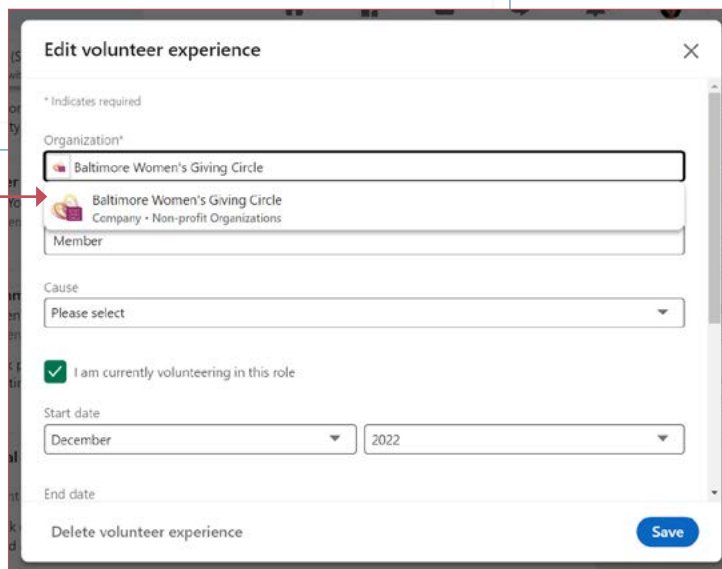 Edit volunteer experience
* Indicates required
Organization*
Baltimore Women's Giving Circle
Baltimore Women's Giving Circle
Company • Non-profit Organizations
Member
Cause
Please select
I am currently volunteering in this role
Start date
December 2022
End date
Delete volunteer experience Save